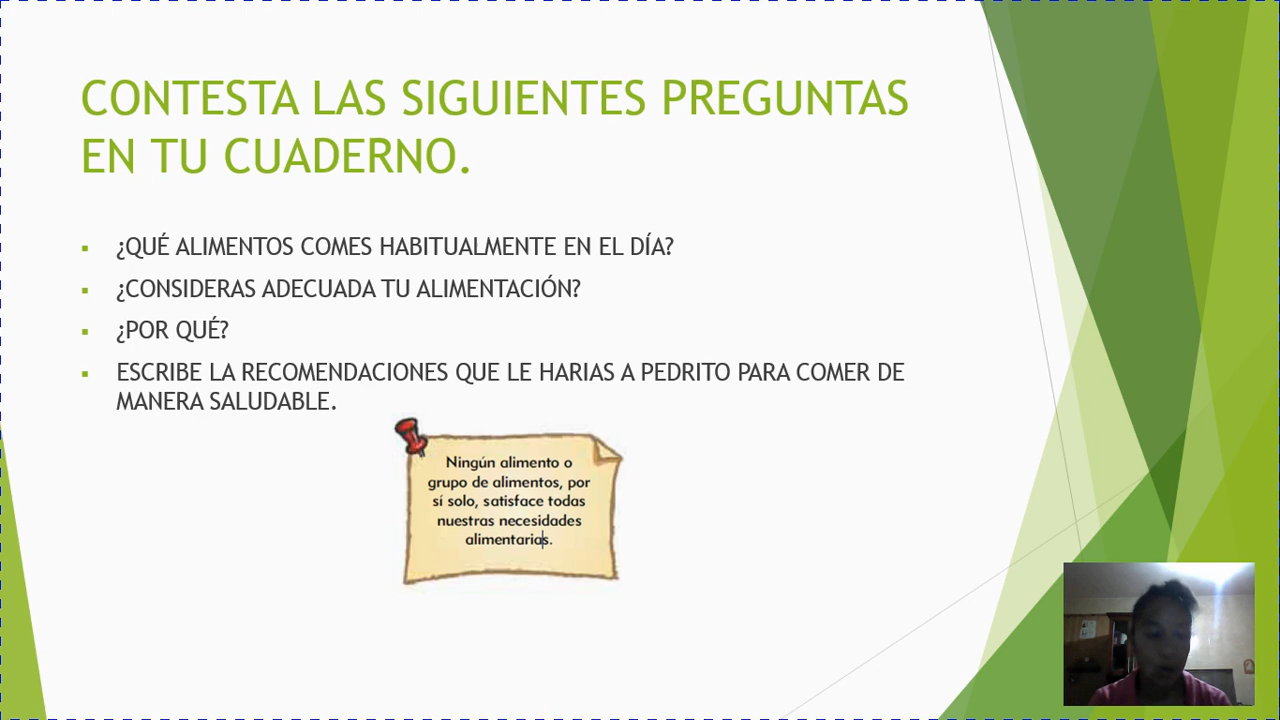 CONTESTA LAS SIGUIENTES PREGUNTAS
EN TU CUADERNO.
¿QUÉ ALIMENTOS COMES HABITUALMENTE EN EL DÍA?
¿CONSIDERAS ADECUADA TU ALIMENTACIÓN?
¿POR QUÉ?
ESCRIBE LA RECOMENDACIONES QUE LE HARIAS A PEDRITO PARA COMER DE
MANERA SALUDABLE.
Ningún alimento o
grupo de alimentos, por
sí solo, satisface todas
nuestras necesidades
alimentarias.